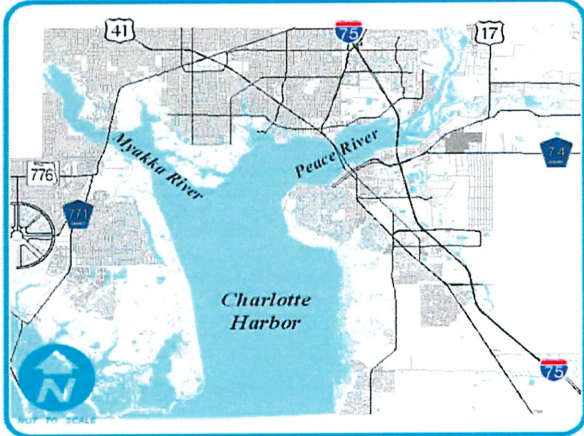 41
75
17
Myakka River
Peace River
74
776
771
Charlotte
Harbor
75
N
NOT TO SCALE